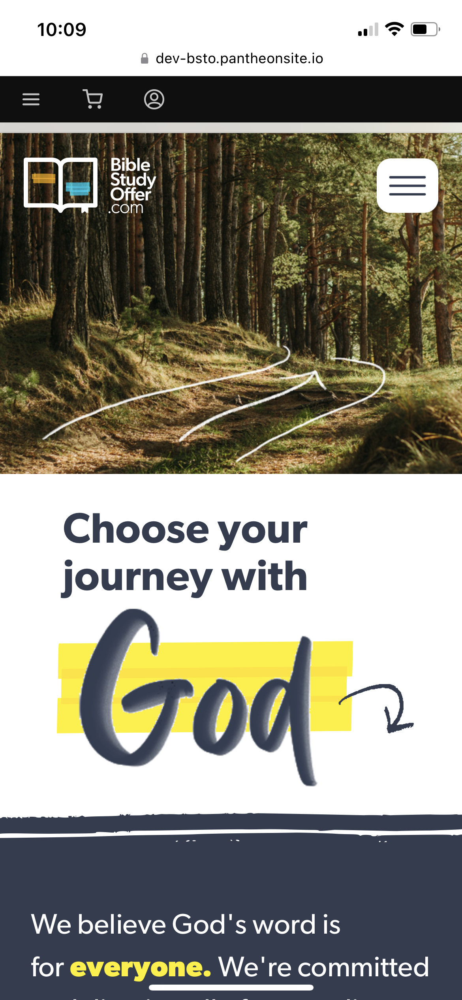 10:09
dev-bsto.pantheonsite.io
Bible
Study
Offer
.com
Choose your
journey with
God
We believe God's word is
for everyone. We're committed